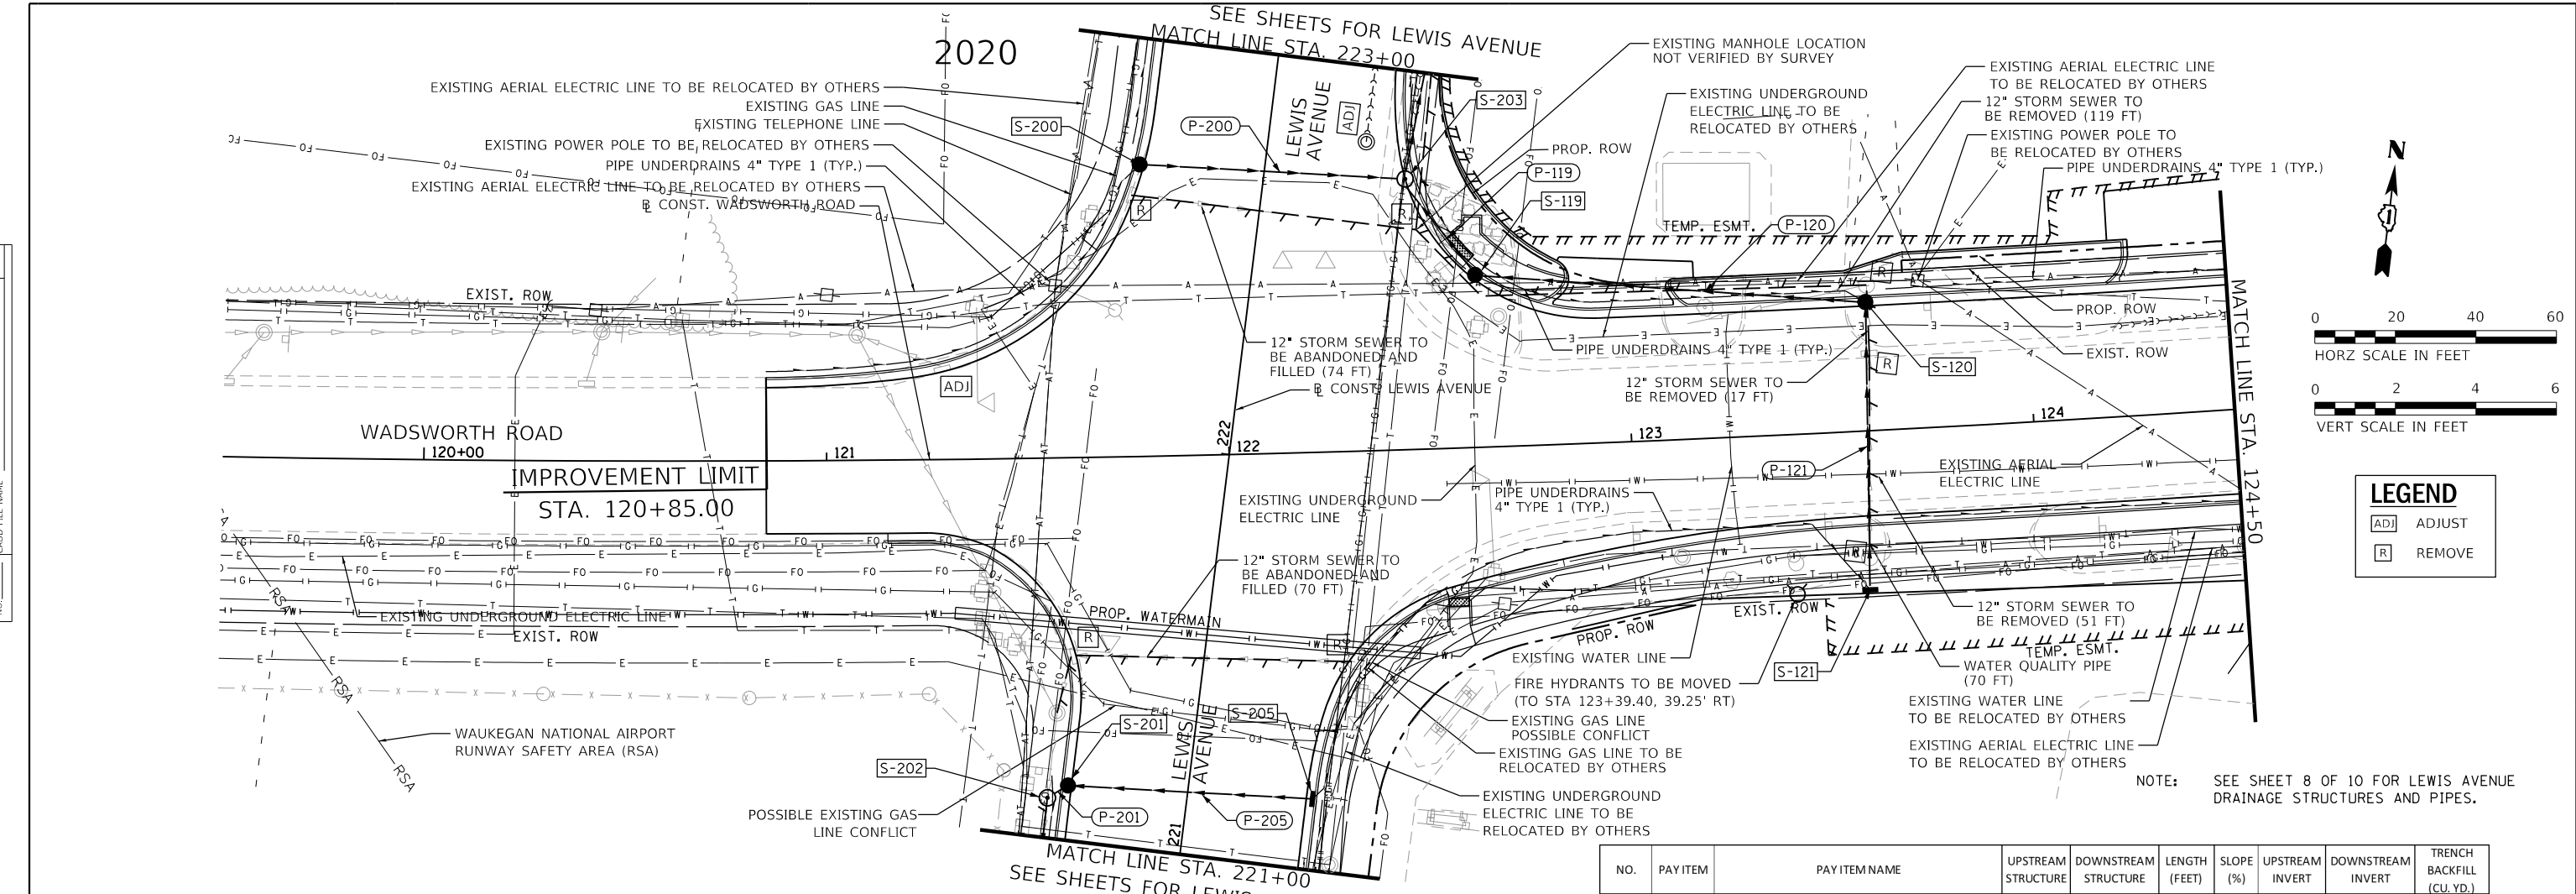 SEE SHEETS FOR LEWIS AVENUE
MATCH LINE STA. 223+00
2020
EXISTING AERIAL ELECTRIC LINE TO BE RELOCATED BY OTHERS
EXISTING GAS LINE
EXISTING TELEPHONE LINE
EXISTING POWER POLE TO BE RELOCATED BY OTHERS
PIPE UNDERDRAINS 4" TYPE 1 (TYP.)
EXISTING AERIAL ELECTRIC LINE TO BE RELOCATED BY OTHERS
℄ CONST. WADSWORTH ROAD
S-200
P-200
LEWIS
AVENUE
ADJ
S-203
EXISTING MANHOLE LOCATION
NOT VERIFIED BY SURVEY
EXISTING UNDERGROUND
ELECTRIC LINE TO BE
RELOCATED BY OTHERS
PROP. ROW
P-119
S-119
EXISTING AERIAL ELECTRIC LINE
TO BE RELOCATED BY OTHERS
12" STORM SEWER TO
BE REMOVED (119 FT)
EXISTING POWER POLE TO
BE RELOCATED BY OTHERS
PIPE UNDERDRAINS 4" TYPE 1 (TYP.)
TEMP. ESMT.
P-120
R
R
R
N
EXIST. ROW
12" STORM SEWER TO
BE ABANDONED AND
FILLED (74 FT)
℄ CONST. LEWIS AVENUE
ADJ
PIPE UNDERDRAINS 4" TYPE 1 (TYP.)
12" STORM SEWER TO
BE REMOVED (17 FT)
R
S-120
PROP. ROW
EXIST. ROW
MATCH LINE STA. 124+50
0 20 40 60
HORZ SCALE IN FEET
0 2 4 6
VERT SCALE IN FEET
WADSWORTH ROAD
120+00
121
222
122
123
124
IMPROVEMENT LIMIT
STA. 120+85.00
P-121
EXISTING AERIAL
ELECTRIC LINE
EXISTING UNDERGROUND
ELECTRIC LINE
PIPE UNDERDRAINS
4" TYPE 1 (TYP.)
LEGEND
ADJ ADJUST
R REMOVE
12" STORM SEWER TO
BE ABANDONED AND
FILLED (70 FT)
R
EXISTING UNDERGROUND ELECTRIC LINE
EXIST. ROW
PROP. WATERMAIN
R
R
PROP. ROW
EXIST. ROW
12" STORM SEWER TO
BE REMOVED (51 FT)
TEMP. ESMT.
EXISTING WATER LINE
S-121
WATER QUALITY PIPE
(70 FT)
FIRE HYDRANTS TO BE MOVED
(TO STA 123+39.40, 39.25' RT)
EXISTING WATER LINE
TO BE RELOCATED BY OTHERS
EXISTING GAS LINE
POSSIBLE CONFLICT
EXISTING GAS LINE TO BE
RELOCATED BY OTHERS
EXISTING AERIAL ELECTRIC LINE
TO BE RELOCATED BY OTHERS
RSA
RSA
RSA
WAUKEGAN NATIONAL AIRPORT
RUNWAY SAFETY AREA (RSA)
S-201
S-205
LEWIS
AVENUE
S-202
P-201
P-205
221
POSSIBLE EXISTING GAS
LINE CONFLICT
EXISTING UNDERGROUND
ELECTRIC LINE TO BE
RELOCATED BY OTHERS
NOTE: SEE SHEET 8 OF 10 FOR LEWIS AVENUE
DRAINAGE STRUCTURES AND PIPES.
MATCH LINE STA. 221+00
SEE SHEETS FOR LEWIS
NO. PAY ITEM PAY ITEM NAME UPSTREAM STRUCTURE DOWNSTREAM STRUCTURE LENGTH (FEET) SLOPE (%) UPSTREAM INVERT DOWNSTREAM INVERT TRENCH BACKFILL (CU. YD.)